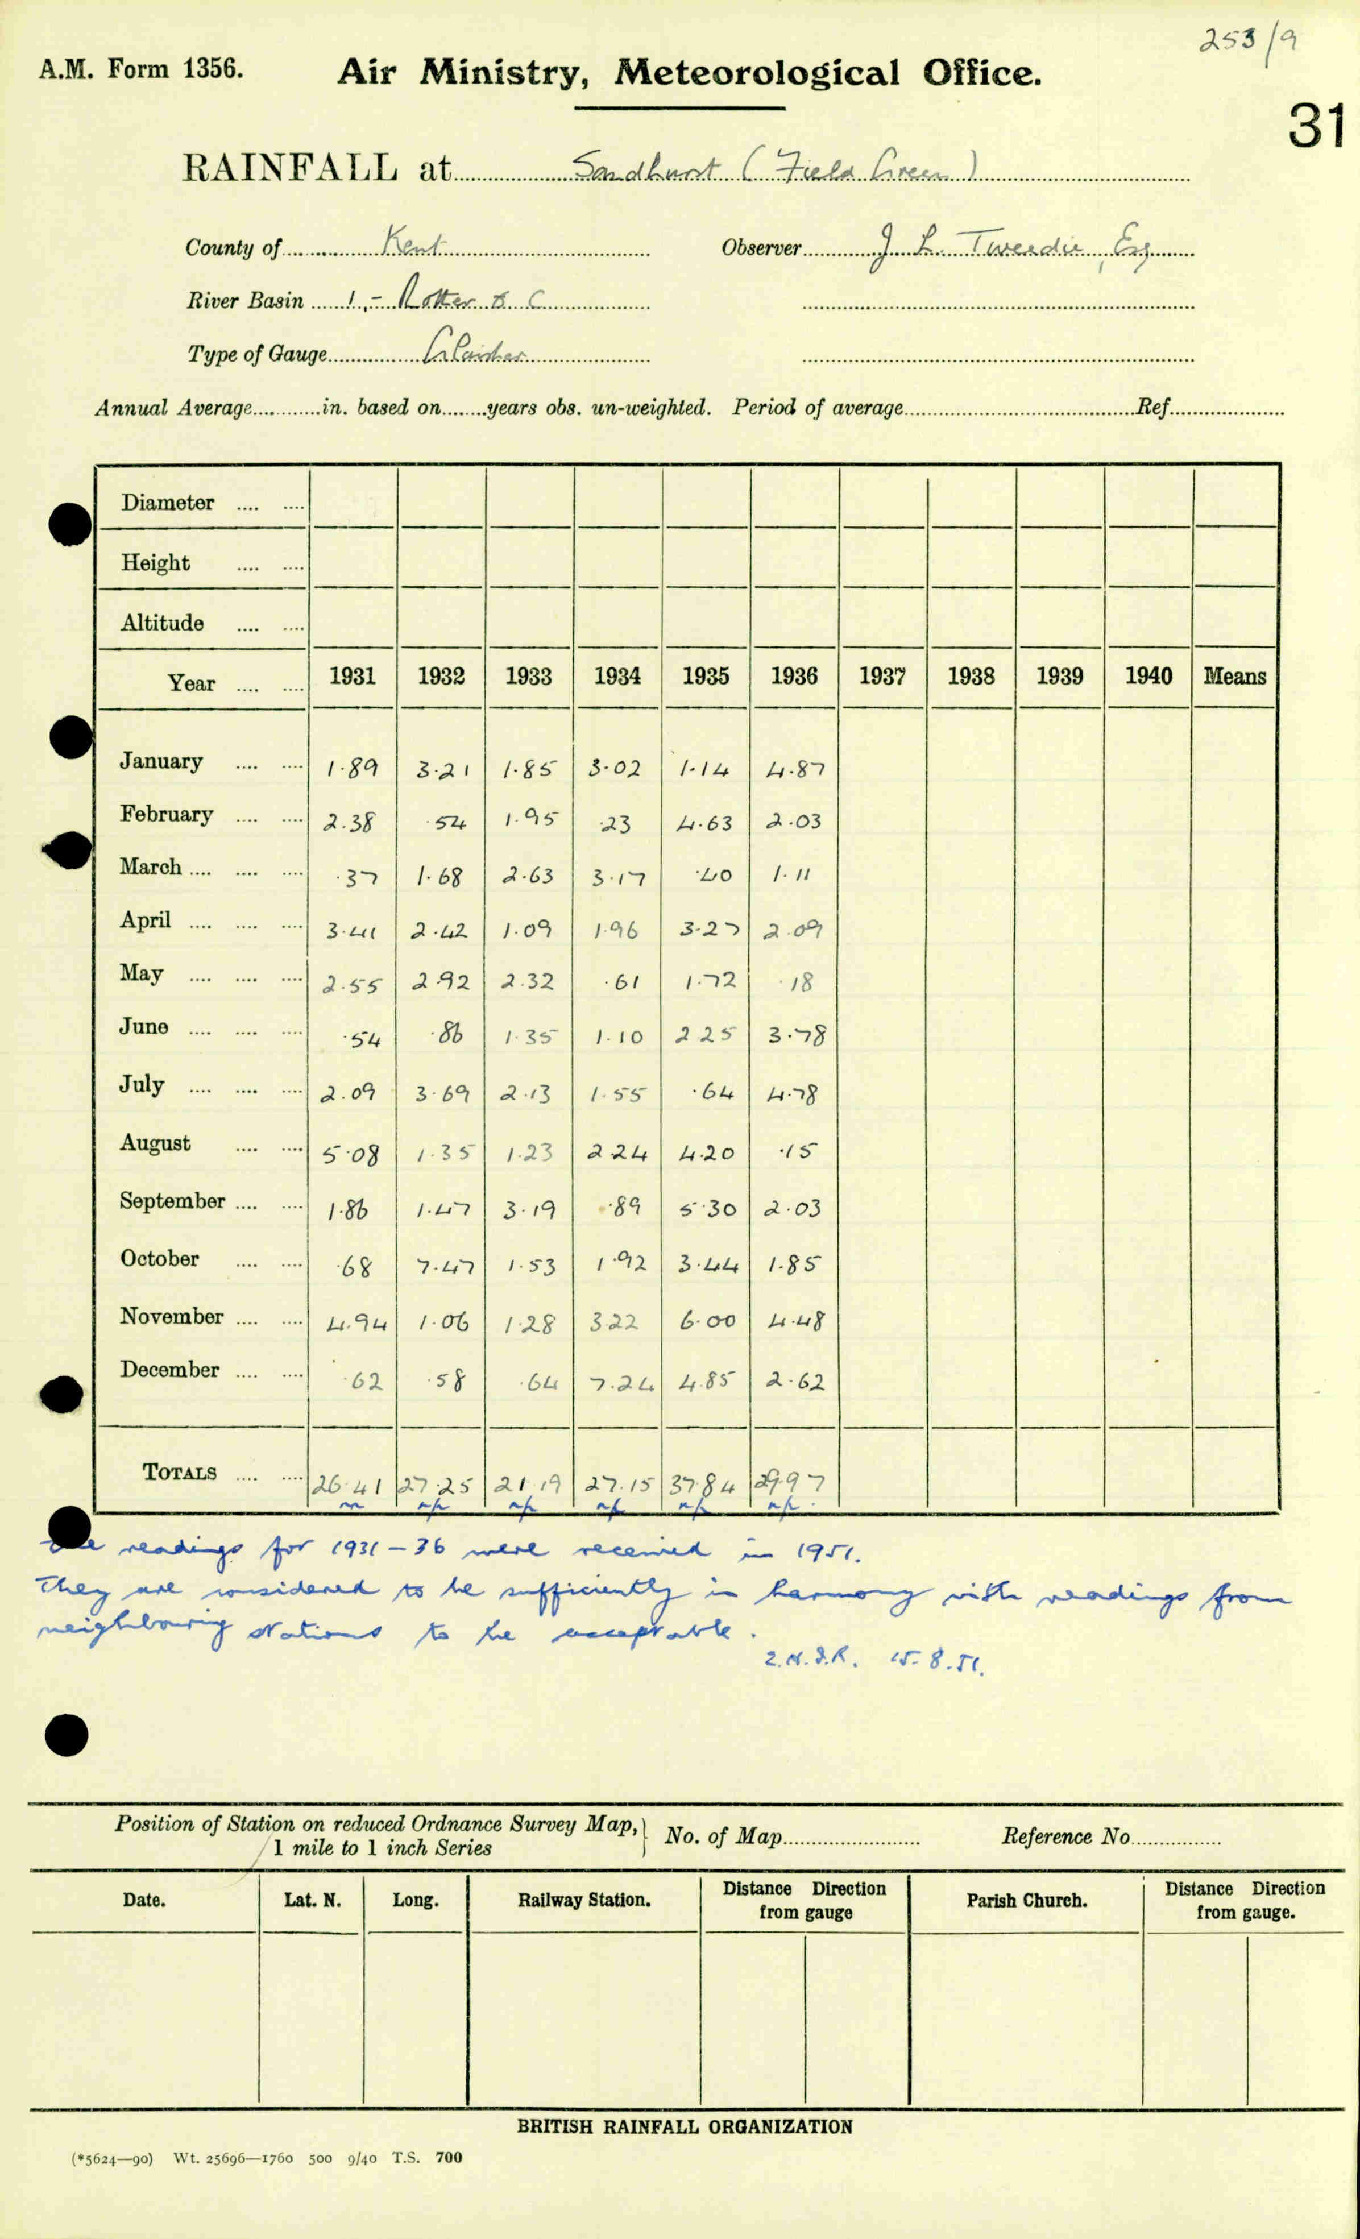 253/9
A.M. Form 1356. Air Ministry, Meteorological Office.
31
RAINFALL at Sandhurst (Field Green)
County of Kent Observer J. L. Tweedie, Esq
River Basin 1,- Rother & C
Type of Gauge Glaisher
Annual Average............in. based on........years obs. un-weighted. Period of average........Ref........
Diameter .... ....
Height .... ....
Altitude .... ....
Year .... .... 1931 1932 1933 1934 1935 1936 1937 1938 1939 1940 Means
January .... .... 1.89 3.21 1.85 3.02 1.14 4.87
February .... .... 2.38 .54 1.95 .23 4.63 2.03
March .... .... .... .37 1.68 2.63 3.17 .40 1.11
April .... .... .... 3.41 2.42 1.09 1.96 3.27 2.09
May .... .... .... 2.55 2.92 2.32 .61 1.72 .18
June .... .... .... .54 .86 1.35 1.10 2.25 3.78
July .... .... .... 2.09 3.69 2.13 1.55 .64 4.78
August .... .... 5.08 1.35 1.23 2.24 4.20 .15
September .... .... 1.86 1.47 3.19 .89 5.30 2.03
October .... .... .68 7.47 1.53 1.92 3.44 1.85
November .... .... 4.94 1.06 1.28 3.22 6.00 4.48
December .... .... .62 .58 .64 7.24 4.85 2.62
TOTALS .... .... 26.41 27.25 21.19 27.15 37.84 29.97
The readings for 1931-36 were received in 1951.
They are considered to be sufficiently in harmony with readings from
neighbouring stations to be acceptable.
15.8.51.
Position of Station on reduced Ordnance Survey Map, } No. of Map........ Reference No........
1 mile to 1 inch Series
Date. Lat. N. Long. Railway Station. Distance Direction from gauge Parish Church. Distance Direction from gauge.
BRITISH RAINFALL ORGANIZATION
(*5624—90) Wt. 25696—1760 500 9/40 T.S. 700